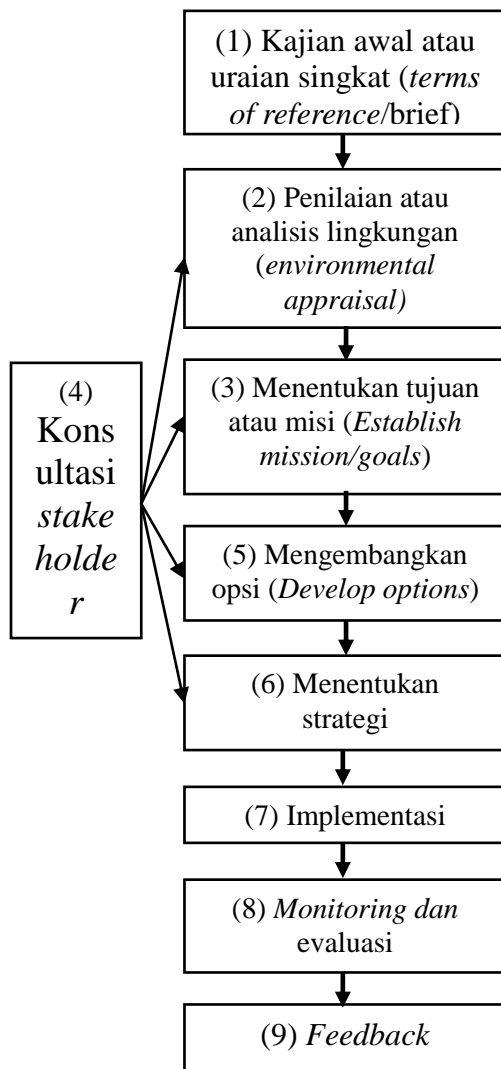 (1) Kajian awal atau
uraian singkat (terms
of reference/brief)
(2) Penilaian atau
analisis lingkungan
(environmental
appraisal)
(3) Menentukan tujuan
atau misi (Establish
mission/goals)
(4)
Kons
ultasi
stake
holde
r
(5) Mengembangkan
opsi (Develop options)
(6) Menentukan
strategi
(7) Implementasi
(8) Monitoring dan
evaluasi
(9) Feedback